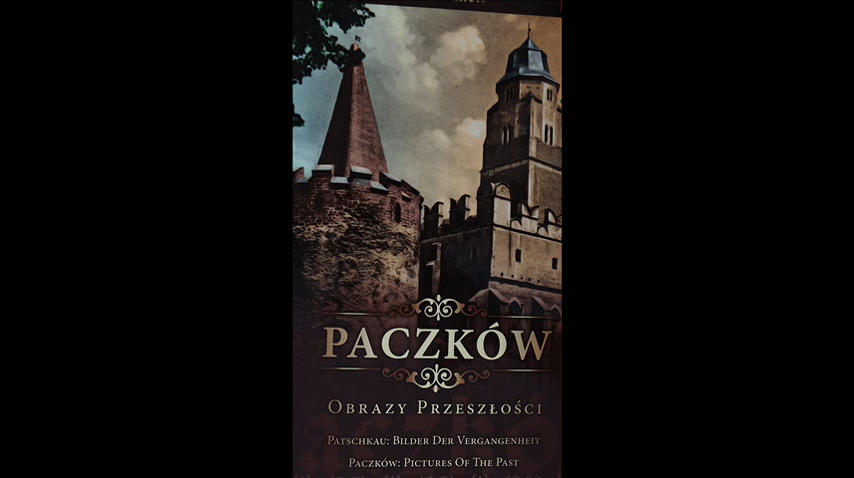 PACZKÓW
OBRAZY PRZESZŁOŚCI
PATSCHKAU: BILDER DER VERGANGENHEIT
PACZKÓW: PICTURES OF THE PAST